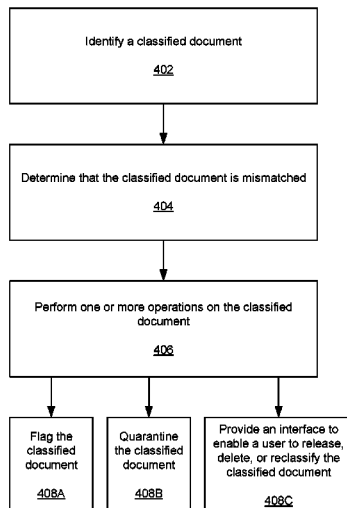 Identify a classified document
402
Determine that the classified document is mismatched
404
Perform one or more operations on the classified
document
406
Flag the
classified
document
408A
Quarantine
the classified
document
408B
Provide an interface to
enable a user to release,
delete, or reclassify the
classified document
408C